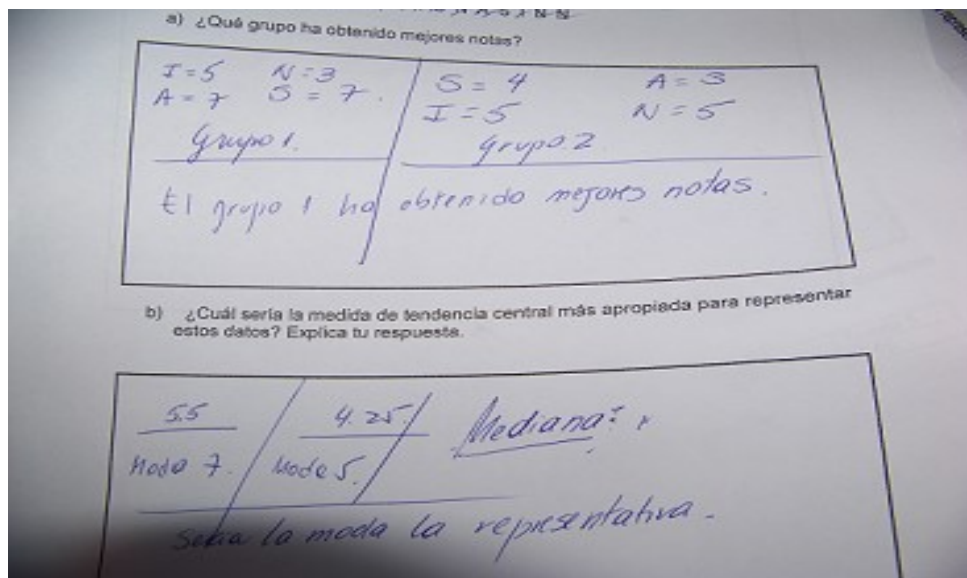 a) ¿Qué grupo ha obtenido mejores notas?
I = 5 N = 3 S = 4 A = 3
A = 7 S = 7. I = 5 N = 5
Grupo 1. grupo 2
El grupo 1 ha obtenido mejores notas.
b) ¿Cuál sería la medida de tendencia central más apropiada para representar
estos datos? Explica tu respuesta.
5.5 4.25 Mediana:
Moda 7. Mode 5.
Seria la moda la representativa.